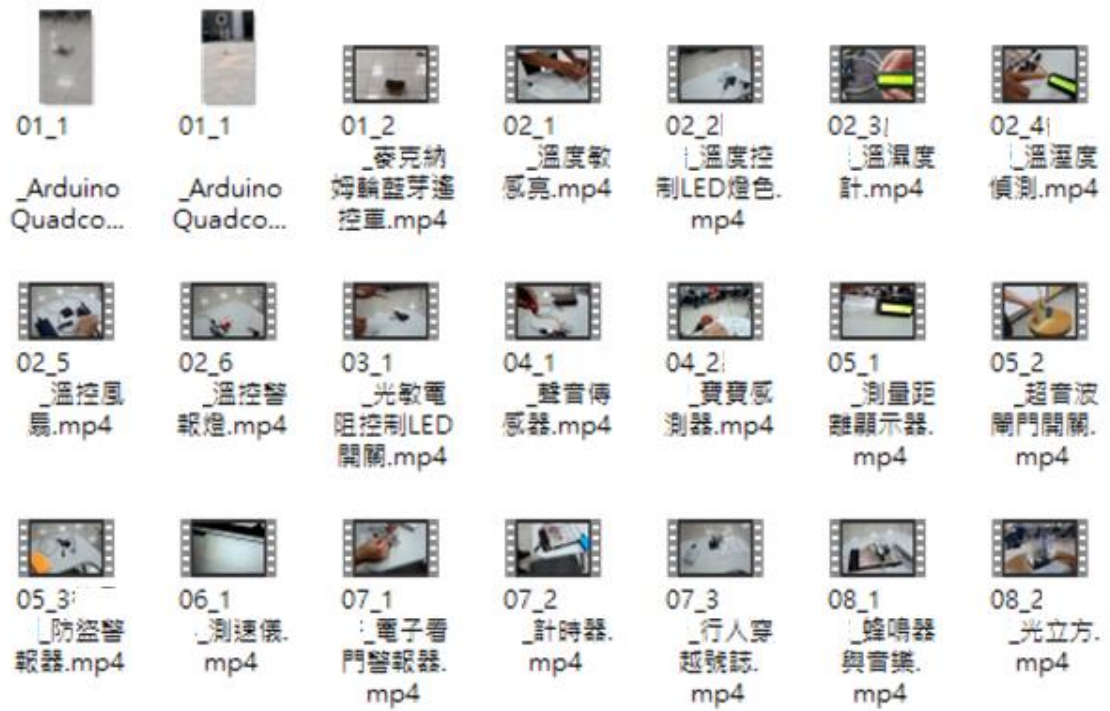 01_1
_Arduino
Quadco...
01_1
_Arduino
Quadco...
01_2
_麥克納
姆輪藍芽遙
控車.mp4
02_1
_溫度敏
感亮.mp4
02_2
_溫度控
制LED燈色.
mp4
02_3
_溫濕度
計.mp4
02_4
_溫溼度
偵測.mp4
02_5
_溫控風
扇.mp4
02_6
_溫控警
報燈.mp4
03_1
_光敏電
阻控制LED
開關.mp4
04_1
_聲音傳
感器.mp4
04_2
_寶寶感
測器.mp4
05_1
_測量距
離顯示器.
mp4
05_2
_超音波
閘門開關.
mp4
05_3
_防盜警
報器.mp4
06_1
_測速儀.
mp4
07_1
_電子看
門警報器.
mp4
07_2
_計時器.
mp4
07_3
_行人穿
越號誌.
mp4
08_1
_蜂鳴器
與音樂.
mp4
08_2
_光立方.
mp4